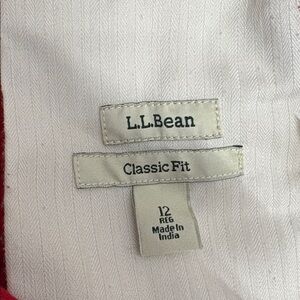 L.L.Bean
Classic Fit
12
REG
Made in
India